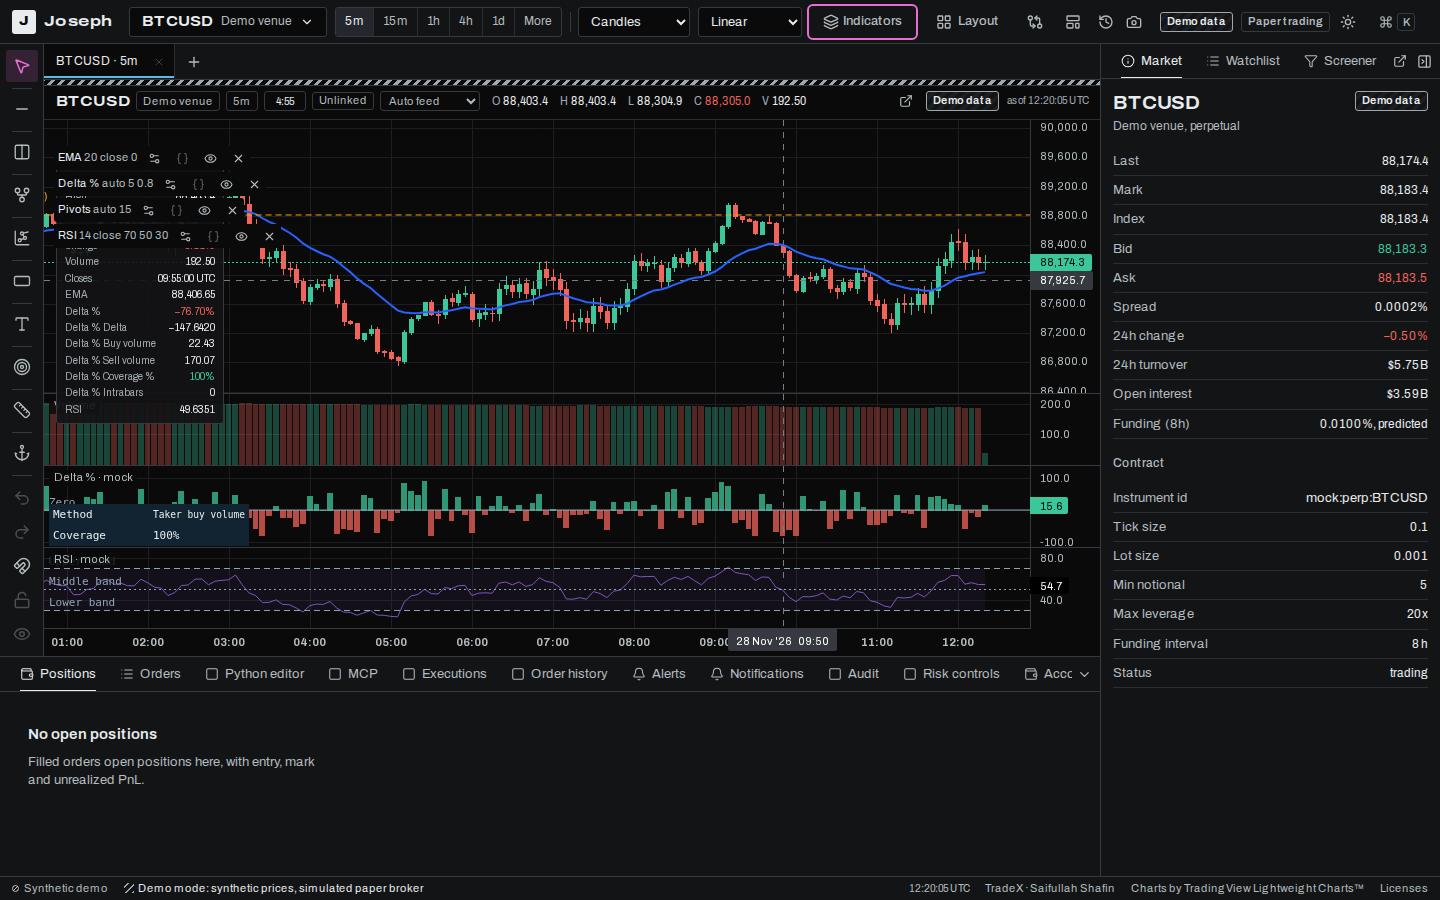 J Joseph BTCUSD Demo venue 5m 15m 1h 4h 1d More Candles Linear Indicators Layout Demo data Paper trading ⌘ K
BTCUSD · 5m × +
Market Watchlist Screener
BTCUSD Demo venue 5m 4:55 Unlinked Auto feed O 88,403.4 H 88,403.4 L 88,304.9 C 88,305.0 V 192.50 Demo data as of 12:20:05 UTC
EMA 20 close 0
Delta % auto 5 0.8
Pivots auto 15
RSI 14 close 70 50 30
Volume 192.50
Closes 09:55:00 UTC
EMA 88,406.65
Delta % −76.70%
Delta % Delta −147.6420
Delta % Buy volume 22.43
Delta % Sell volume 170.07
Delta % Coverage % 100%
Delta % Intrabars 0
RSI 49.6351
90,000.0
89,600.0
89,200.0
88,800.0
88,400.0
88,174.3
87,925.7
87,600.0
87,200.0
86,800.0
86,400.0
200.0
100.0
Delta % · mock
100.0
Zero
15.6
Method Taker buy volume
Coverage 100%
-100.0
RSI · mock
80.0
Middle band
54.7
Lower band
40.0
01:00 02:00 03:00 04:00 05:00 06:00 07:00 08:00 09:00 28 Nov '26 09:50 11:00 12:00
BTCUSD Demo data
Demo venue, perpetual
Last 88,174.4
Mark 88,183.4
Index 88,183.4
Bid 88,183.3
Ask 88,183.5
Spread 0.0002%
24h change −0.50%
24h turnover $5.75B
Open interest $3.59B
Funding (8h) 0.0100%, predicted
Contract
Instrument id mock:perp:BTCUSD
Tick size 0.1
Lot size 0.001
Min notional 5
Max leverage 20x
Funding interval 8h
Status trading
Positions Orders Python editor MCP Executions Order history Alerts Notifications Audit Risk controls Acco
No open positions
Filled orders open positions here, with entry, mark
and unrealized PnL.
Synthetic demo Demo mode: synthetic prices, simulated paper broker 12:20:05 UTC TradeX · Saifullah Shafin Charts by TradingView Lightweight Charts™ Licenses